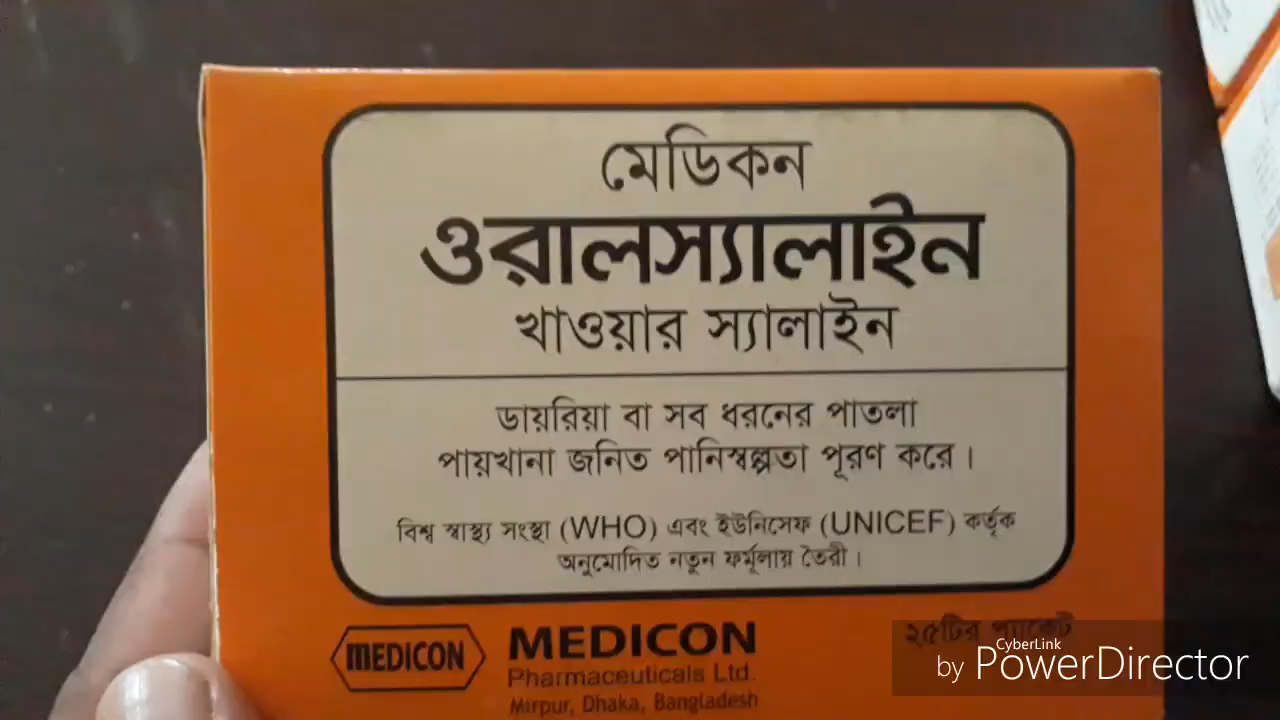 মেডিকন
ওরালস্যালাইন
খাওয়ার স্যালাইন
ডায়রিয়া বা সব ধরনের পাতলা
পায়খানা জনিত পানিস্বল্পতা পূরণ করে।
বিশ্ব স্বাস্থ্য সংস্থা (WHO) এবং ইউনিসেফ (UNICEF) কর্তৃক
অনুমোদিত নতুন ফর্মূলায় তৈরী।
mEDICON
MEDICON
Pharmaceuticals Ltd.
Mirpur, Dhaka, Bangladesh
২৫টির প্যাকেট
CyberLink
by PowerDirector